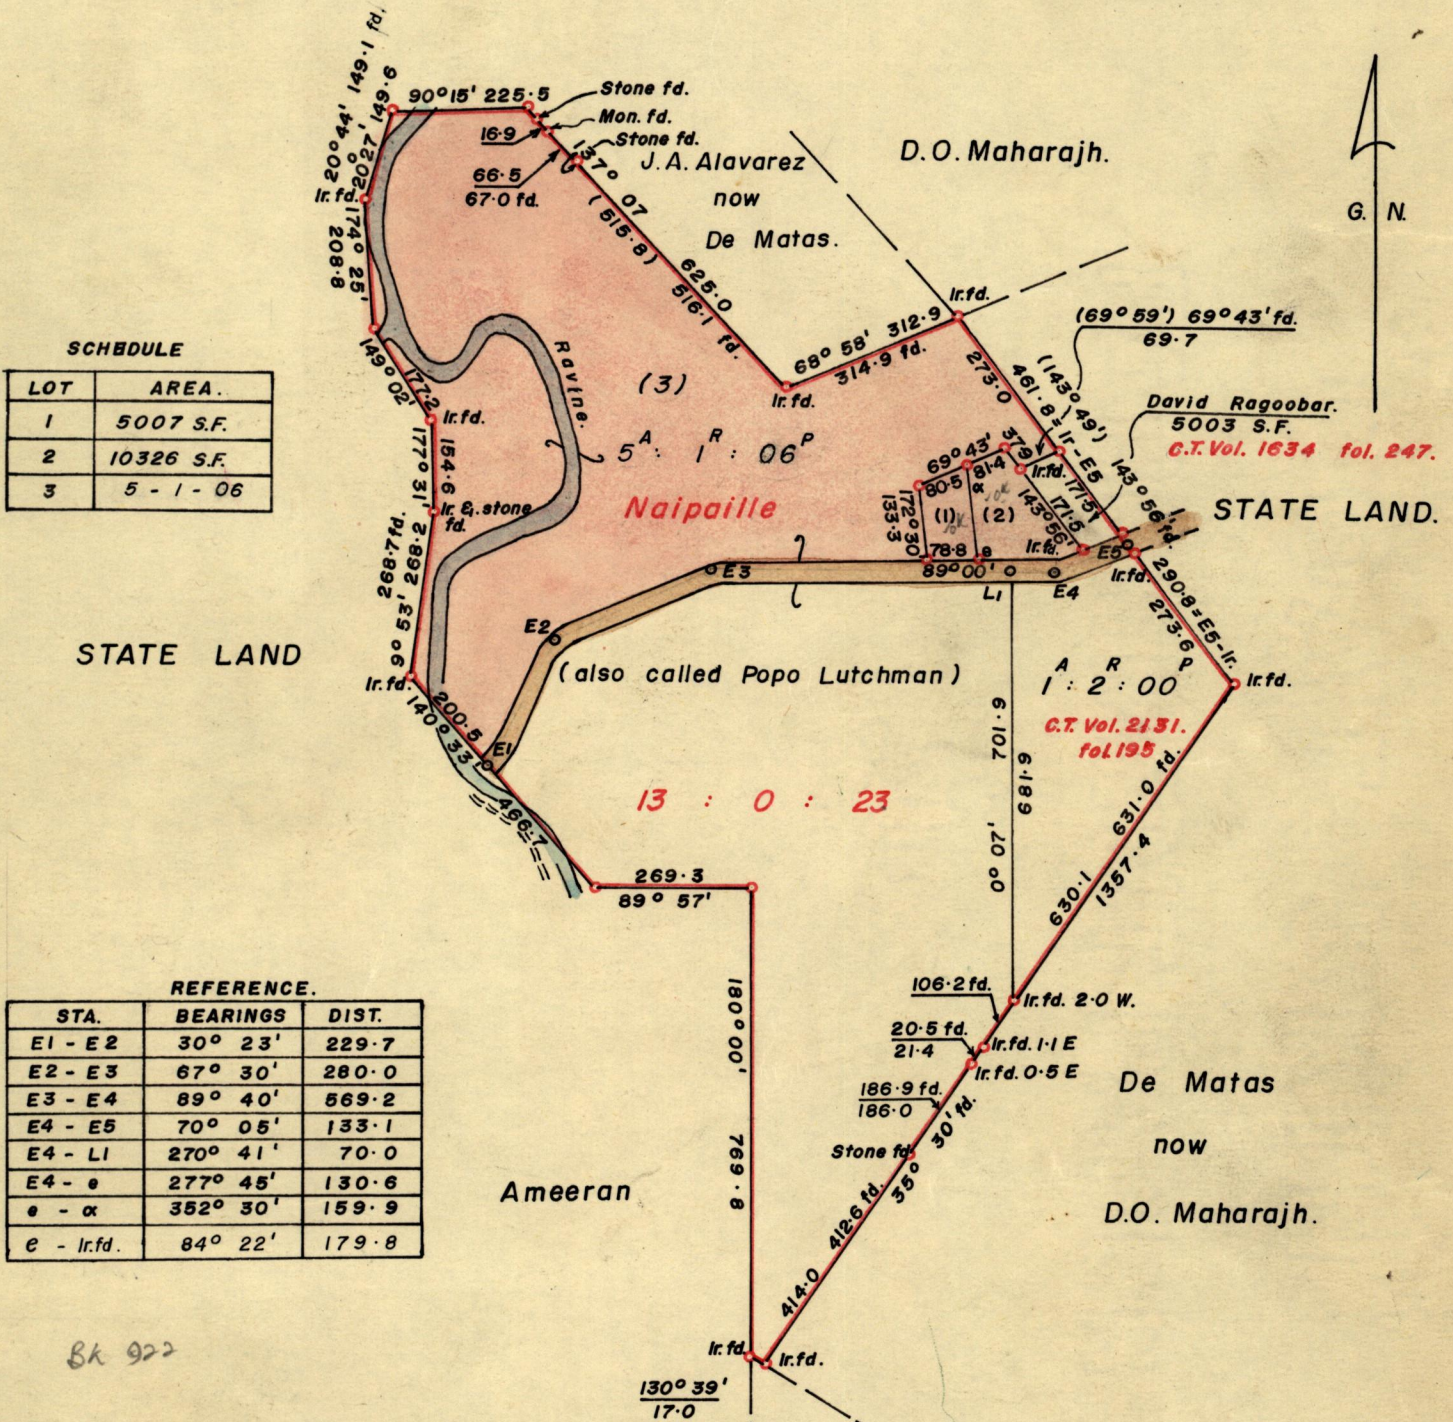 20° 44' 149·1 fd.
20° 27' 149·6
90° 15' 225·5
Stone fd.
Mon. fd.
Stone fd.
16·9
66·5
67·0 fd.
137° 07
(515·8)
625·0
516·1 fd.
J.A. Alavarez
now
De Matas.
D.O. Maharajh.
G. N.
Ir. fd.
174° 25'
208·8
149° 02'
177·2
Ir. fd.
154·6
177° 31'
Ir. & stone
fd.
268·7 fd.
9° 53' 268·2
Ravine.
(3)
5A : 1R : 06P
Naipaille
68° 58' 312·9
314·9 fd.
Ir. fd.
Ir. fd.
273·0
461·8 = Ir - E5
(143° 49')
(69° 59') 69° 43' fd.
69·7
David Ragoobar.
5003 S.F.
C.T. Vol. 1634 fol. 247.
143° 56' fd.
STATE LAND.
69° 43'
80·5
81·4
37·9
α
Ir. fd.
171·5
171·5
143° 56'
172° 30'
133·3
(1)
(2)
78·8
e
89° 00'
Ir. fd.
E5
Ir. fd.
L1
E4
E3
E2
E1
290·8 = E5 - Ir.
273·6
Ir. fd.
SCHEDULE
LOT AREA.
1 5007 S.F.
2 10326 S.F.
3 5 - 1 - 06
STATE LAND
Ir. fd.
200·5
140° 33'
466·7
(also called Popo Lutchman)
1A : 2R : 00P
C.T. Vol. 2131.
fol. 195
13 : 0 : 23
0° 07'
701·9
681·9
631·0 fd.
630·1
1357·4
269·3
89° 57'
180° 00'
769·8
106·2 fd.
20·5 fd.
21·4
186·9 fd.
186·0
Ir. fd. 2·0 W.
Ir. fd. 1·1 E
Ir. fd. 0·5 E
Stone fd.
35° 30' fd.
412·6 fd.
414·0
De Matas
now
D.O. Maharajh.
Ameeran
REFERENCE.
STA. BEARINGS DIST.
E1 - E2 30° 23' 229·7
E2 - E3 67° 30' 280·0
E3 - E4 89° 40' 569·2
E4 - E5 70° 05' 133·1
E4 - L1 270° 41' 70·0
E4 - e 277° 45' 130·6
e - α 352° 30' 159·9
e - Ir. fd. 84° 22' 179·8
Bk 922
Ir. fd.
Ir. fd.
130° 39'
17·0